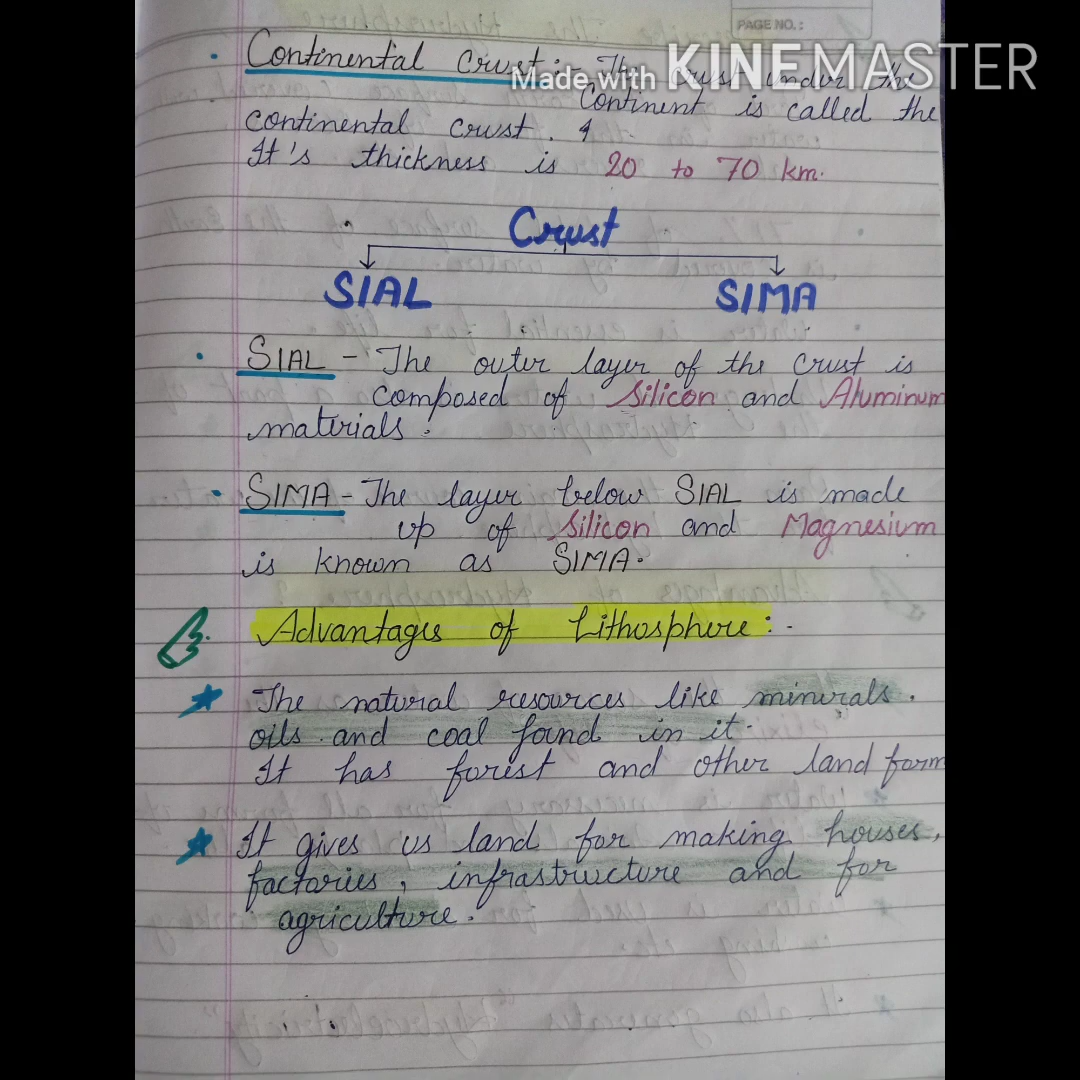 PAGE NO.:
Made with KINEMASTER
Continental Crust :- The crust under the
Continent is called the
continental crust.
It's thickness is 20 to 70 km.
Crust
SIAL SIMA
SIAL - The outer layer of the crust is
composed of Silicon and Aluminum
materials.
SIMA - The layer below SIAL is made
up of Silicon and Magnesium
is known as SIMA.
Advantages of Lithosphere :-
The natural resources like minerals.
oils and coal found in it.
It has forest and other land form
It gives us land for making houses,
factories, infrastructure and for
agriculture.